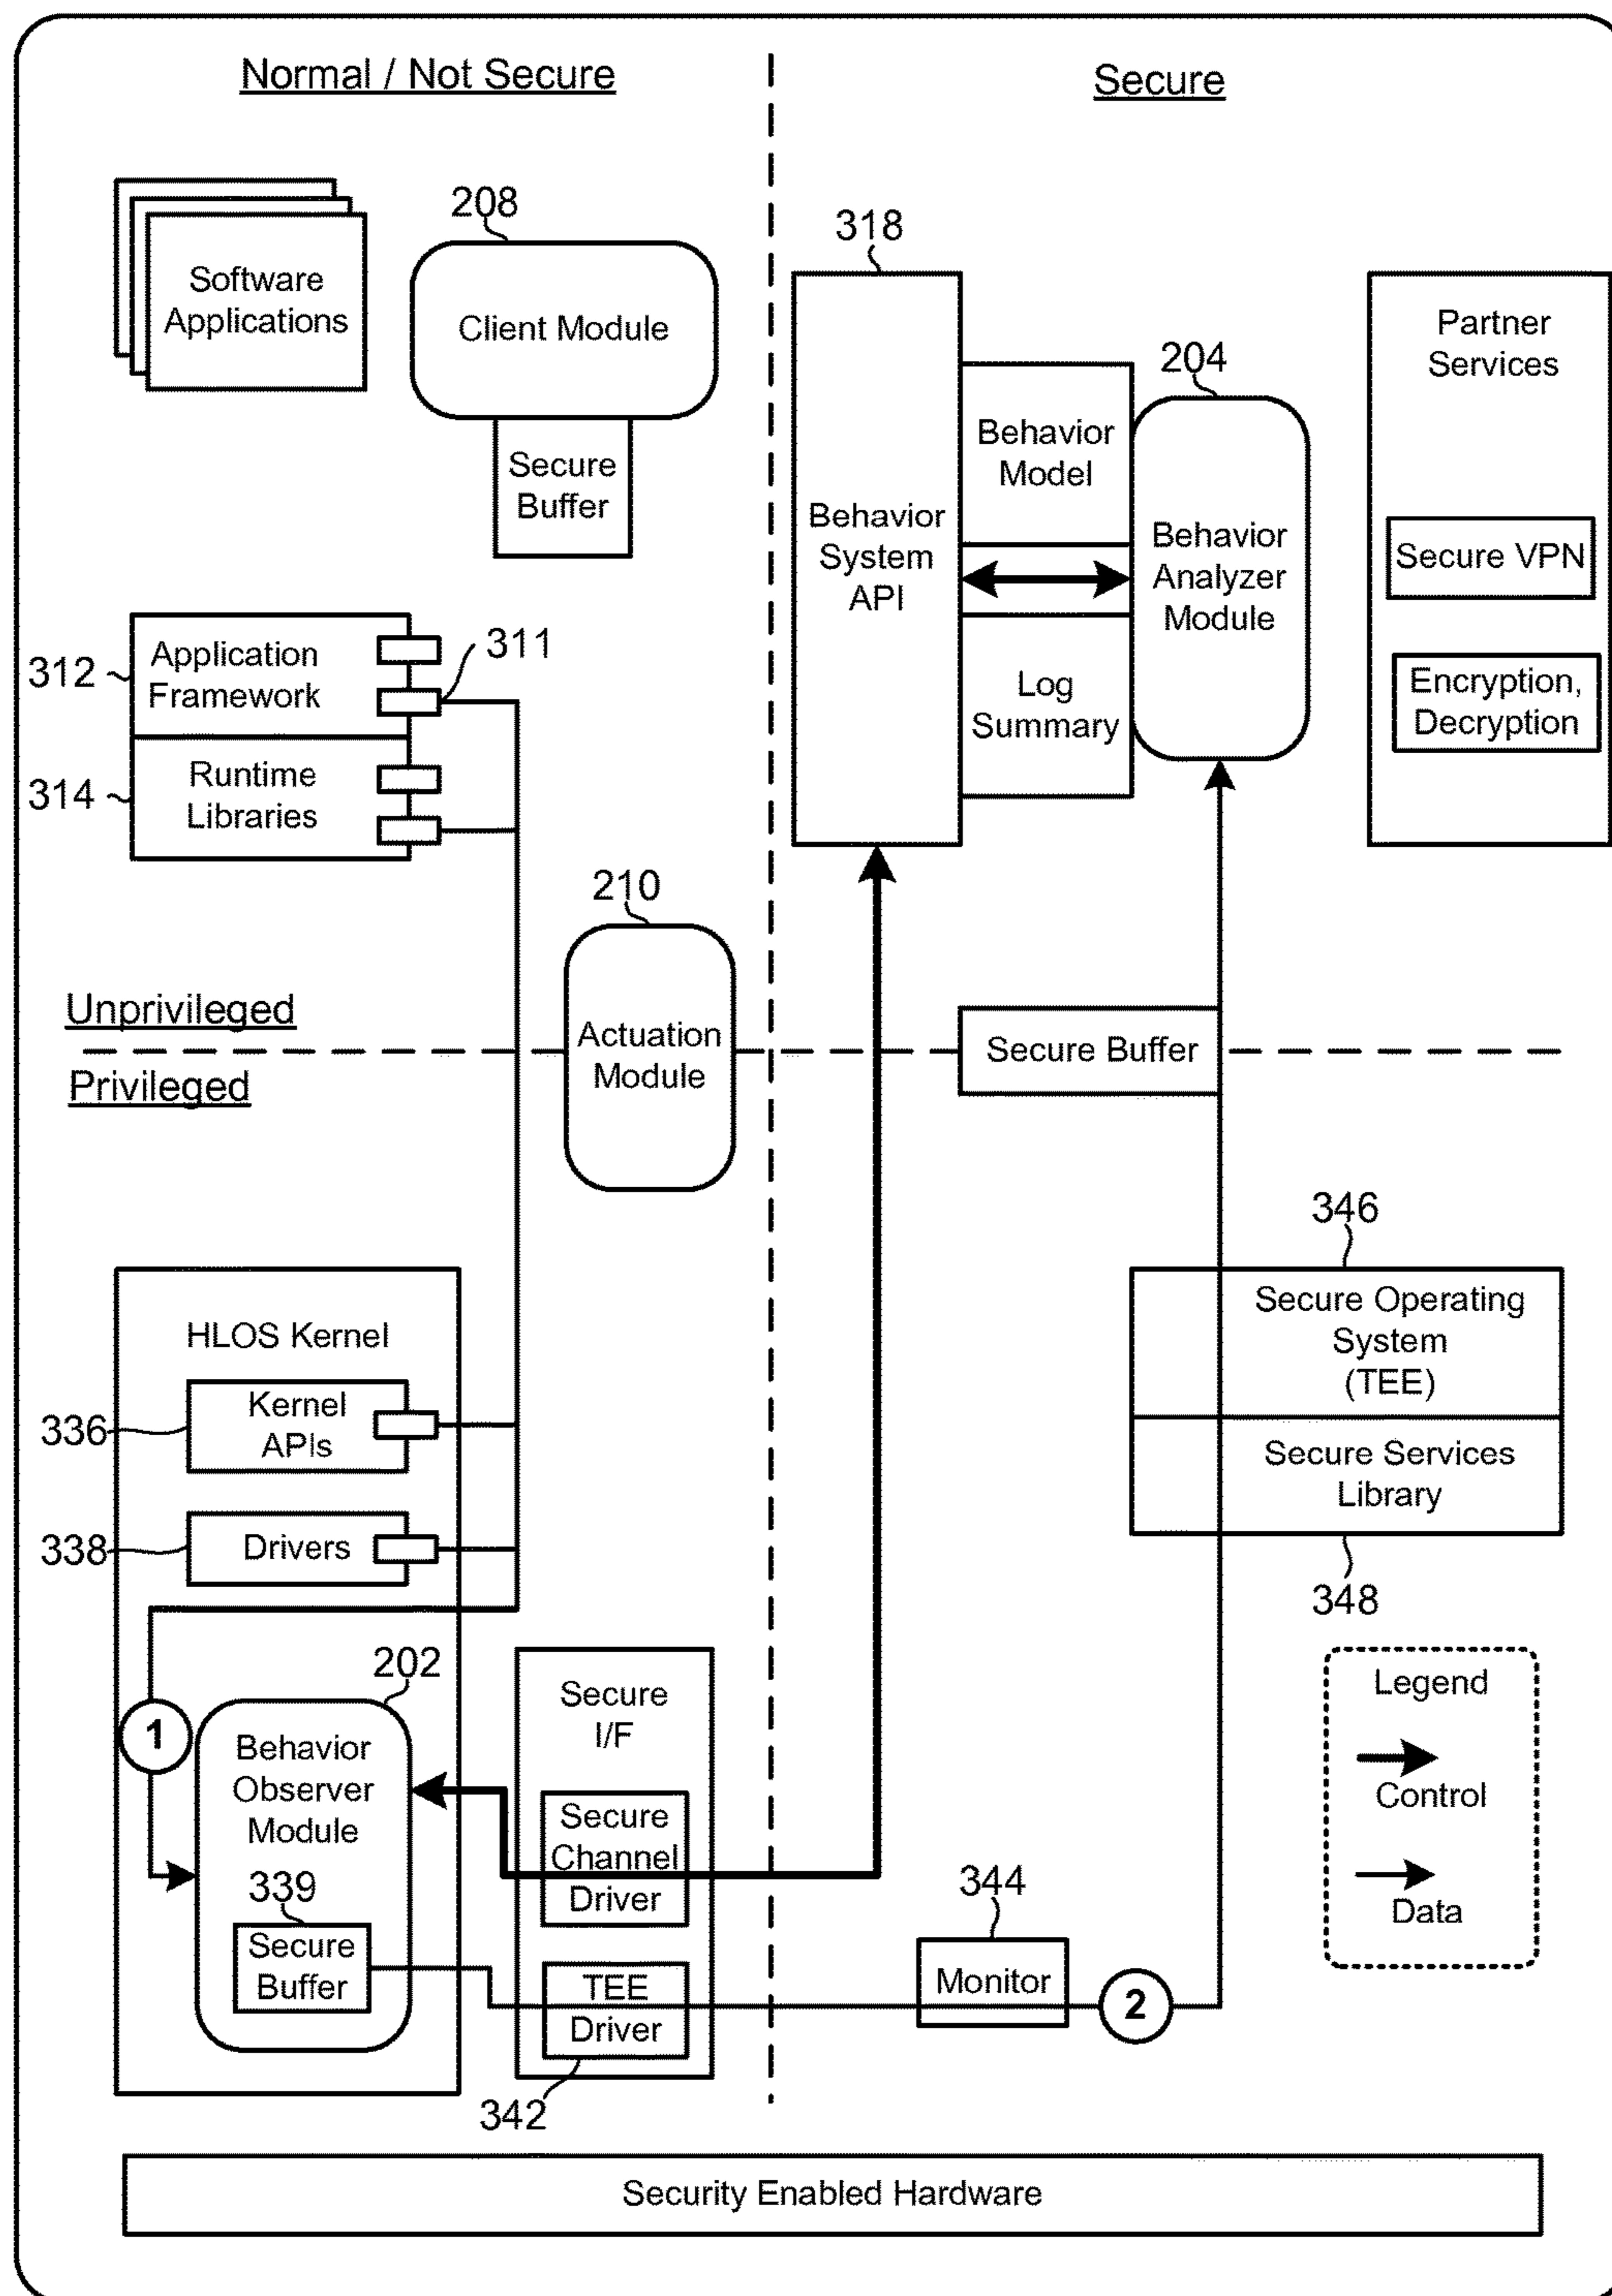 Normal / Not Secure
Secure
Software
Applications
208
Client Module
Secure
Buffer
318
Behavior
System
API
Behavior
Model
Log
Summary
204
Behavior
Analyzer
Module
Partner
Services
Secure VPN
Encryption,
Decryption
312
Application
Framework
311
314
Runtime
Libraries
210
Actuation
Module
Unprivileged
Privileged
Secure Buffer
HLOS Kernel
336
Kernel
APIs
338
Drivers
346
Secure Operating
System
(TEE)
Secure Services
Library
348
1
202
Behavior
Observer
Module
339
Secure
Buffer
Secure
I/F
Secure
Channel
Driver
TEE
Driver
342
344
Monitor
2
Legend
Control
Data
Security Enabled Hardware